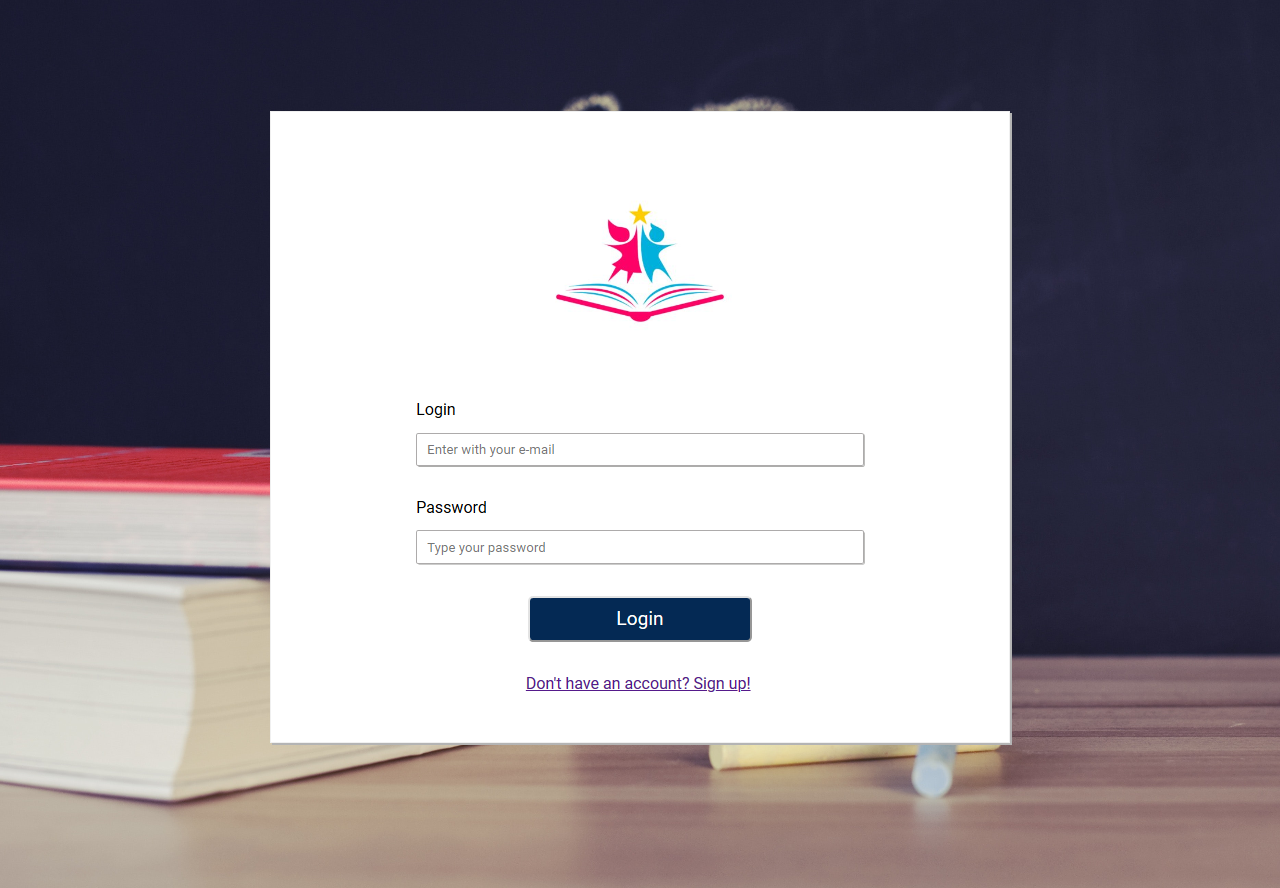 Login
Enter with your e-mail
Password
Type your password
Login
Don't have an account? Sign up!